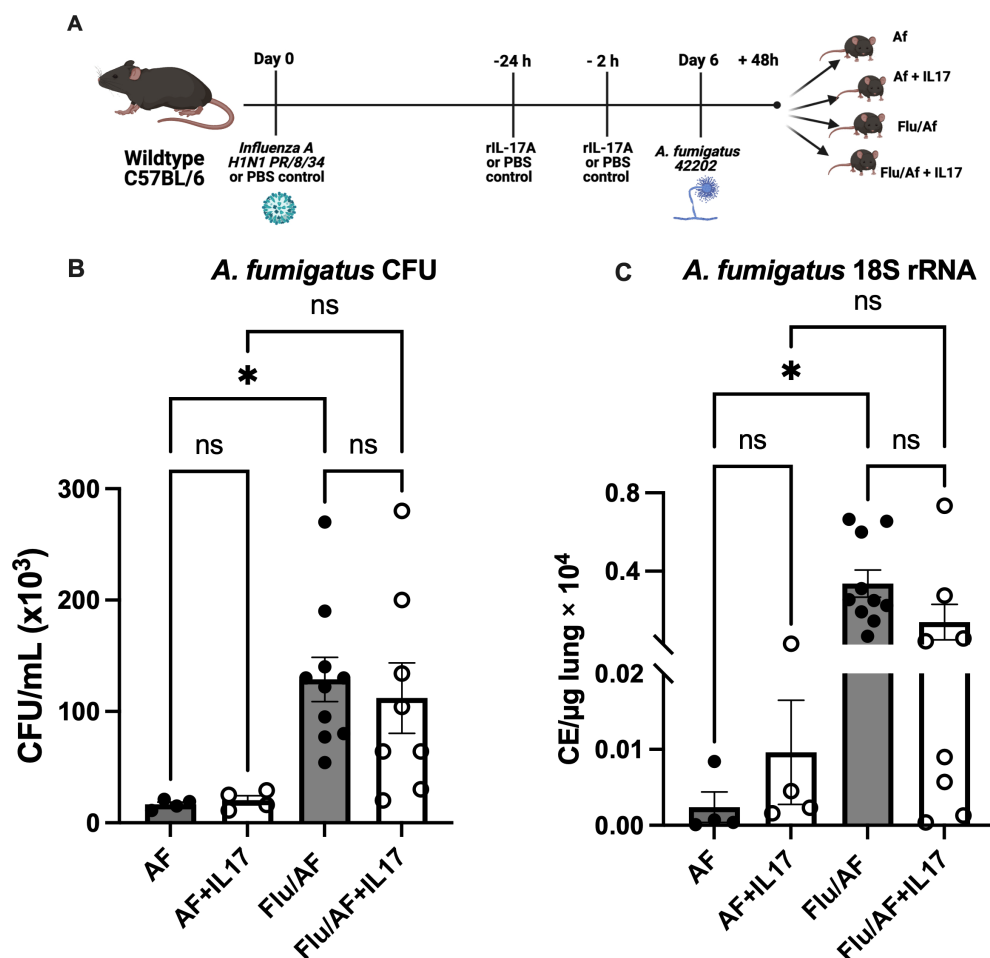 A
Day 0
-24 h
- 2 h
Day 6
+ 48h
Af
Af + IL17
Flu/Af
Flu/Af + IL17
Wildtype
C57BL/6
Influenza A
H1N1 PR/8/34
or PBS control
rIL-17A
or PBS
control
rIL-17A
or PBS
control
A. fumigatus
42202
B
A. fumigatus CFU
ns
*
ns
ns
300
200
100
0
CFU/mL (x10³)
AF
AF+IL17
Flu/AF
Flu/AF+IL17
C
A. fumigatus 18S rRNA
ns
*
ns
ns
0.8
0.4
0.02
0.01
0.00
CE/µg lung × 10⁴
AF
AF+IL17
Flu/AF
Flu/AF+IL17